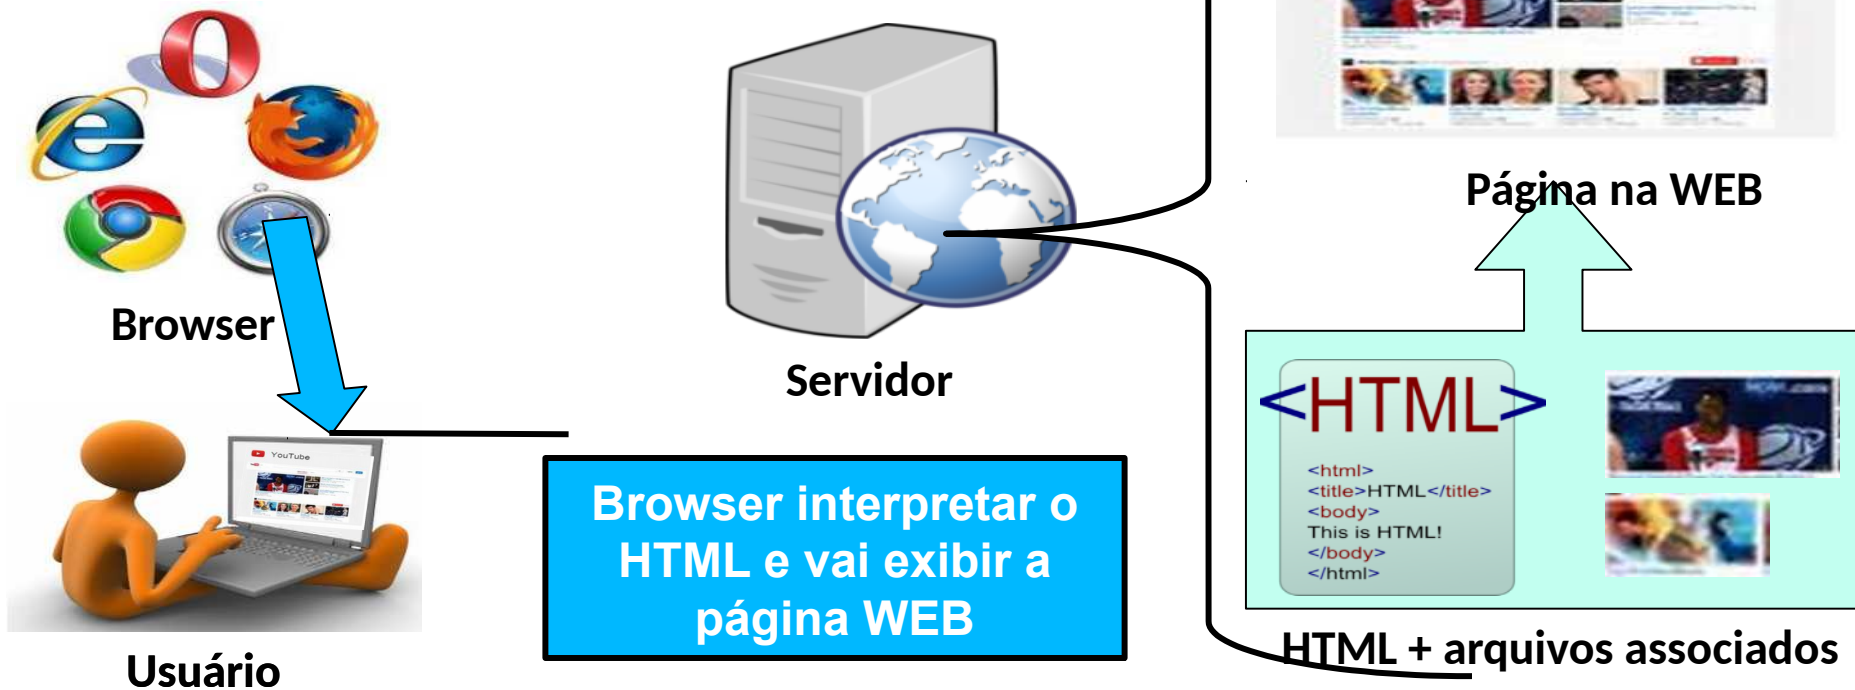 Browser
Servidor
Página na WEB
YouTube
Usuário
Browser interpretar o
HTML e vai exibir a
página WEB
<HTML>
<html>
<title>HTML</title>
<body>
This is HTML!
</body>
</html>
HTML + arquivos associados